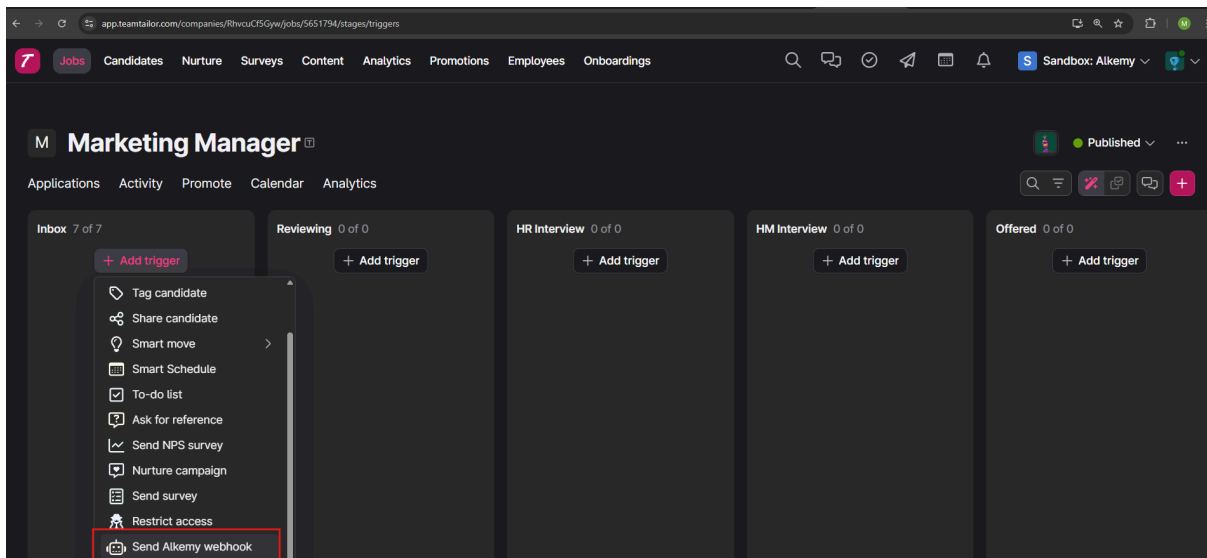 app.teamtailor.com/companies/RhvcuCf5Gyw/jobs/5651794/stages/triggers M
T Jobs Candidates Nurture Surveys Content Analytics Promotions Employees Onboardings S Sandbox: Alkemy
M Marketing Manager T Published
Applications Activity Promote Calendar Analytics
Inbox 7 of 7 Reviewing 0 of 0 HR Interview 0 of 0 HM Interview 0 of 0 Offered 0 of 0
+ Add trigger + Add trigger + Add trigger + Add trigger + Add trigger
Tag candidate
Share candidate
Smart move
Smart Schedule
To-do list
Ask for reference
Send NPS survey
Nurture campaign
Send survey
Restrict access
Send Alkemy webhook